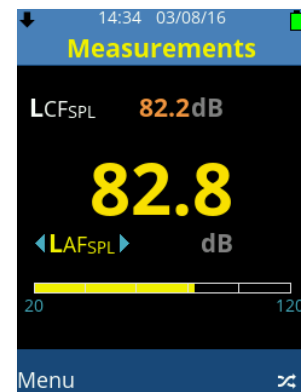 14:34 03/08/16
Measurements
LCFSPL 82.2dB
82.8
LAFSPL dB
20 120
Menu